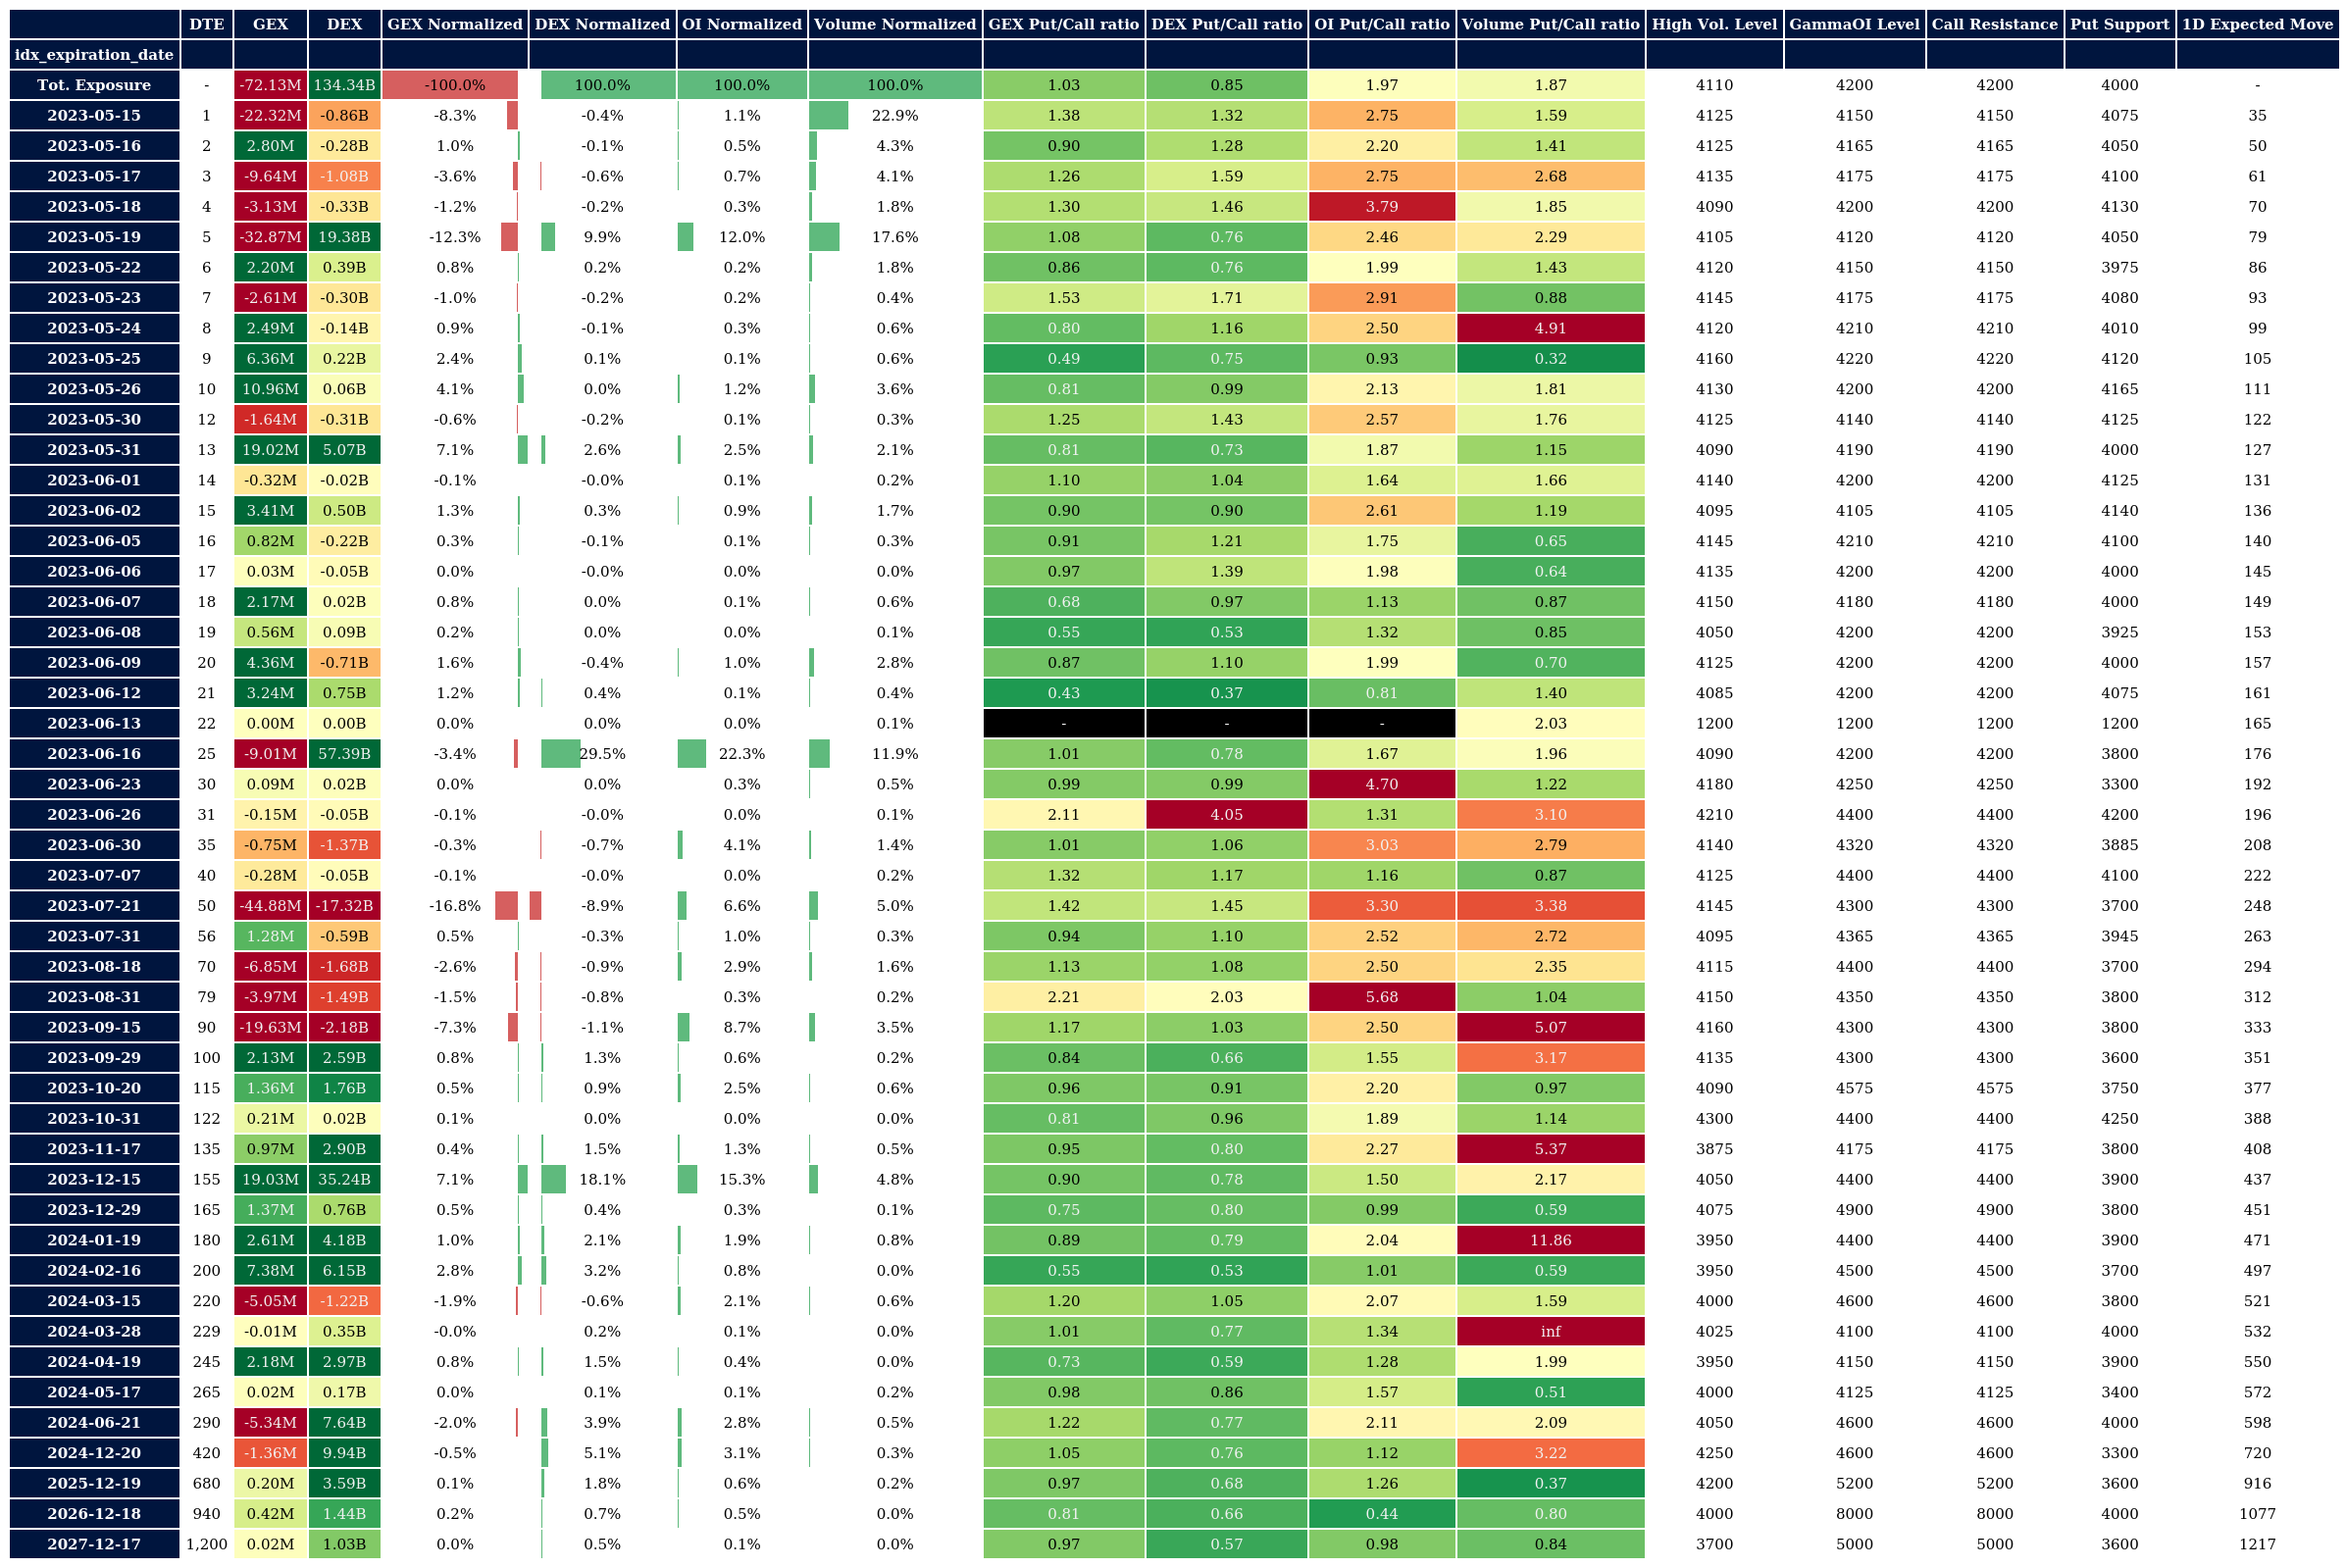 DTE GEX DEX GEX Normalized DEX Normalized OI Normalized Volume Normalized GEX Put/Call ratio DEX Put/Call ratio OI Put/Call ratio Volume Put/Call ratio High Vol. Level GammaOI Level Call Resistance Put Support 1D Expected Move
idx_expiration_date
Tot. Exposure - -72.13M 134.34B -100.0% 100.0% 100.0% 100.0% 1.03 0.85 1.97 1.87 4110 4200 4200 4000 -
2023-05-15 1 -22.32M -0.86B -8.3% -0.4% 1.1% 22.9% 1.38 1.32 2.75 1.59 4125 4150 4150 4075 35
2023-05-16 2 2.80M -0.28B 1.0% -0.1% 0.5% 4.3% 0.90 1.28 2.20 1.41 4125 4165 4165 4050 50
2023-05-17 3 -9.64M -1.08B -3.6% -0.6% 0.7% 4.1% 1.26 1.59 2.75 2.68 4135 4175 4175 4100 61
2023-05-18 4 -3.13M -0.33B -1.2% -0.2% 0.3% 1.8% 1.30 1.46 3.79 1.85 4090 4200 4200 4130 70
2023-05-19 5 -32.87M 19.38B -12.3% 9.9% 12.0% 17.6% 1.08 0.76 2.46 2.29 4105 4120 4120 4050 79
2023-05-22 6 2.20M 0.39B 0.8% 0.2% 0.2% 1.8% 0.86 0.76 1.99 1.43 4120 4150 4150 3975 86
2023-05-23 7 -2.61M -0.30B -1.0% -0.2% 0.2% 0.4% 1.53 1.71 2.91 0.88 4145 4175 4175 4080 93
2023-05-24 8 2.49M -0.14B 0.9% -0.1% 0.3% 0.6% 0.80 1.16 2.50 4.91 4120 4210 4210 4010 99
2023-05-25 9 6.36M 0.22B 2.4% 0.1% 0.1% 0.6% 0.49 0.75 0.93 0.32 4160 4220 4220 4120 105
2023-05-26 10 10.96M 0.06B 4.1% 0.0% 1.2% 3.6% 0.81 0.99 2.13 1.81 4130 4200 4200 4165 111
2023-05-30 12 -1.64M -0.31B -0.6% -0.2% 0.1% 0.3% 1.25 1.43 2.57 1.76 4125 4140 4140 4125 122
2023-05-31 13 19.02M 5.07B 7.1% 2.6% 2.5% 2.1% 0.81 0.73 1.87 1.15 4090 4190 4190 4000 127
2023-06-01 14 -0.32M -0.02B -0.1% -0.0% 0.1% 0.2% 1.10 1.04 1.64 1.66 4140 4200 4200 4125 131
2023-06-02 15 3.41M 0.50B 1.3% 0.3% 0.9% 1.7% 0.90 0.90 2.61 1.19 4095 4105 4105 4140 136
2023-06-05 16 0.82M -0.22B 0.3% -0.1% 0.1% 0.3% 0.91 1.21 1.75 0.65 4145 4210 4210 4100 140
2023-06-06 17 0.03M -0.05B 0.0% -0.0% 0.0% 0.0% 0.97 1.39 1.98 0.64 4135 4200 4200 4000 145
2023-06-07 18 2.17M 0.02B 0.8% 0.0% 0.1% 0.6% 0.68 0.97 1.13 0.87 4150 4180 4180 4000 149
2023-06-08 19 0.56M 0.09B 0.2% 0.0% 0.0% 0.1% 0.55 0.53 1.32 0.85 4050 4200 4200 3925 153
2023-06-09 20 4.36M -0.71B 1.6% -0.4% 1.0% 2.8% 0.87 1.10 1.99 0.70 4125 4200 4200 4000 157
2023-06-12 21 3.24M 0.75B 1.2% 0.4% 0.1% 0.4% 0.43 0.37 0.81 1.40 4085 4200 4200 4075 161
2023-06-13 22 0.00M 0.00B 0.0% 0.0% 0.0% 0.1% - - - 2.03 1200 1200 1200 1200 165
2023-06-16 25 -9.01M 57.39B -3.4% 29.5% 22.3% 11.9% 1.01 0.78 1.67 1.96 4090 4200 4200 3800 176
2023-06-23 30 0.09M 0.02B 0.0% 0.0% 0.3% 0.5% 0.99 0.99 4.70 1.22 4180 4250 4250 3300 192
2023-06-26 31 -0.15M -0.05B -0.1% -0.0% 0.0% 0.1% 2.11 4.05 1.31 3.10 4210 4400 4400 4200 196
2023-06-30 35 -0.75M -1.37B -0.3% -0.7% 4.1% 1.4% 1.01 1.06 3.03 2.79 4140 4320 4320 3885 208
2023-07-07 40 -0.28M -0.05B -0.1% -0.0% 0.0% 0.2% 1.32 1.17 1.16 0.87 4125 4400 4400 4100 222
2023-07-21 50 -44.88M -17.32B -16.8% -8.9% 6.6% 5.0% 1.42 1.45 3.30 3.38 4145 4300 4300 3700 248
2023-07-31 56 1.28M -0.59B 0.5% -0.3% 1.0% 0.3% 0.94 1.10 2.52 2.72 4095 4365 4365 3945 263
2023-08-18 70 -6.85M -1.68B -2.6% -0.9% 2.9% 1.6% 1.13 1.08 2.50 2.35 4115 4400 4400 3700 294
2023-08-31 79 -3.97M -1.49B -1.5% -0.8% 0.3% 0.2% 2.21 2.03 5.68 1.04 4150 4350 4350 3800 312
2023-09-15 90 -19.63M -2.18B -7.3% -1.1% 8.7% 3.5% 1.17 1.03 2.50 5.07 4160 4300 4300 3800 333
2023-09-29 100 2.13M 2.59B 0.8% 1.3% 0.6% 0.2% 0.84 0.66 1.55 3.17 4135 4300 4300 3600 351
2023-10-20 115 1.36M 1.76B 0.5% 0.9% 2.5% 0.6% 0.96 0.91 2.20 0.97 4090 4575 4575 3750 377
2023-10-31 122 0.21M 0.02B 0.1% 0.0% 0.0% 0.0% 0.81 0.96 1.89 1.14 4300 4400 4400 4250 388
2023-11-17 135 0.97M 2.90B 0.4% 1.5% 1.3% 0.5% 0.95 0.80 2.27 5.37 3875 4175 4175 3800 408
2023-12-15 155 19.03M 35.24B 7.1% 18.1% 15.3% 4.8% 0.90 0.78 1.50 2.17 4050 4400 4400 3900 437
2023-12-29 165 1.37M 0.76B 0.5% 0.4% 0.3% 0.1% 0.75 0.80 0.99 0.59 4075 4900 4900 3800 451
2024-01-19 180 2.61M 4.18B 1.0% 2.1% 1.9% 0.8% 0.89 0.79 2.04 11.86 3950 4400 4400 3900 471
2024-02-16 200 7.38M 6.15B 2.8% 3.2% 0.8% 0.0% 0.55 0.53 1.01 0.59 3950 4500 4500 3700 497
2024-03-15 220 -5.05M -1.22B -1.9% -0.6% 2.1% 0.6% 1.20 1.05 2.07 1.59 4000 4600 4600 3800 521
2024-03-28 229 -0.01M 0.35B -0.0% 0.2% 0.1% 0.0% 1.01 0.77 1.34 inf 4025 4100 4100 4000 532
2024-04-19 245 2.18M 2.97B 0.8% 1.5% 0.4% 0.0% 0.73 0.59 1.28 1.99 3950 4150 4150 3900 550
2024-05-17 265 0.02M 0.17B 0.0% 0.1% 0.1% 0.2% 0.98 0.86 1.57 0.51 4000 4125 4125 3400 572
2024-06-21 290 -5.34M 7.64B -2.0% 3.9% 2.8% 0.5% 1.22 0.77 2.11 2.09 4050 4600 4600 4000 598
2024-12-20 420 -1.36M 9.94B -0.5% 5.1% 3.1% 0.3% 1.05 0.76 1.12 3.22 4250 4600 4600 3300 720
2025-12-19 680 0.20M 3.59B 0.1% 1.8% 0.6% 0.2% 0.97 0.68 1.26 0.37 4200 5200 5200 3600 916
2026-12-18 940 0.42M 1.44B 0.2% 0.7% 0.5% 0.0% 0.81 0.66 0.44 0.80 4000 8000 8000 4000 1077
2027-12-17 1,200 0.02M 1.03B 0.0% 0.5% 0.1% 0.0% 0.97 0.57 0.98 0.84 3700 5000 5000 3600 1217